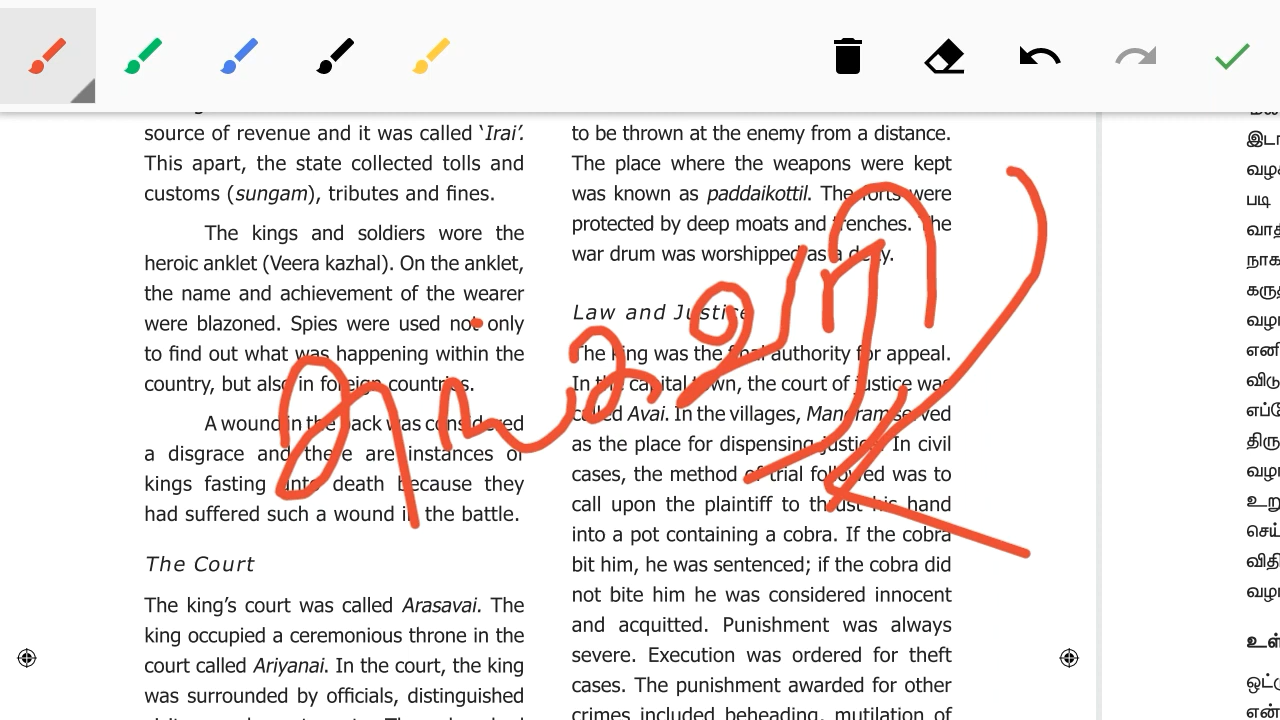 source of revenue and it was called ‘Irai’.
This apart, the state collected tolls and
customs (sungam), tributes and fines.
The kings and soldiers wore the
heroic anklet (Veera kazhal). On the anklet,
the name and achievement of the wearer
were blazoned. Spies were used not only
to find out what was happening within the
country, but also in foreign countries.
A wound in the back was considered
a disgrace and there are instances of
kings fasting unto death because they
had suffered such a wound in the battle.
The Court
The king’s court was called Arasavai. The
king occupied a ceremonious throne in the
court called Ariyanai. In the court, the king
was surrounded by officials, distinguished
to be thrown at the enemy from a distance.
The place where the weapons were kept
was known as paddaikottil. The forts were
protected by deep moats and trenches. The
war drum was worshipped as a deity.
Law and Justice
The king was the final authority for appeal.
In the capital town, the court of justice was
called Avai. In the villages, Mandram served
as the place for dispensing justice. In civil
cases, the method of trial followed was to
call upon the plaintiff to thrust his hand
into a pot containing a cobra. If the cobra
bit him, he was sentenced; if the cobra did
not bite him he was considered innocent
and acquitted. Punishment was always
severe. Execution was ordered for theft
cases. The punishment awarded for other
crimes included beheading, mutilation of
படி